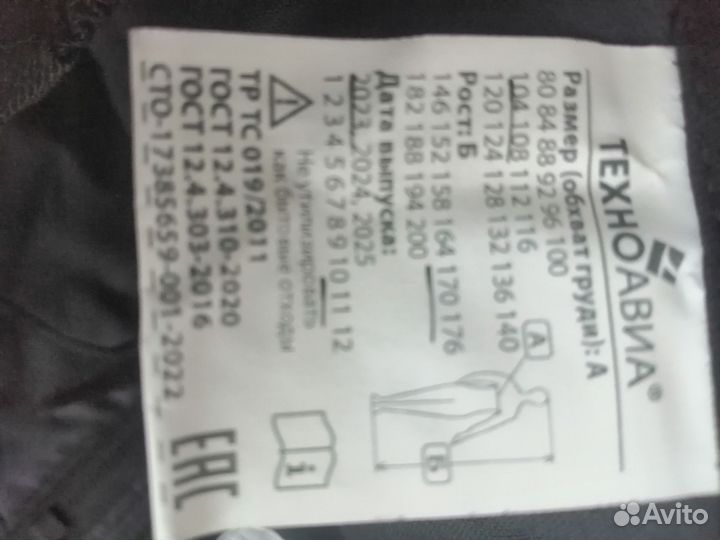 ТЕХНОАВИА®
Размер (обхват груди): А
80 84 88 92 96 100
104 108 112 116
120 124 128 132 136 140
Рост: Б
146 152 158 164 170 176
182 188 194 200
Дата выпуска:
2023, 2024, 2025
1 2 3 4 5 6 7 8 9 10 11 12
Не утилизировать
как бытовые отходы
ТР ТС 019/2011
ГОСТ 12.4.310-2020
ГОСТ 12.4.303-2016
СТО-17385659-001-2022
А
Б
i
EAC
Avito